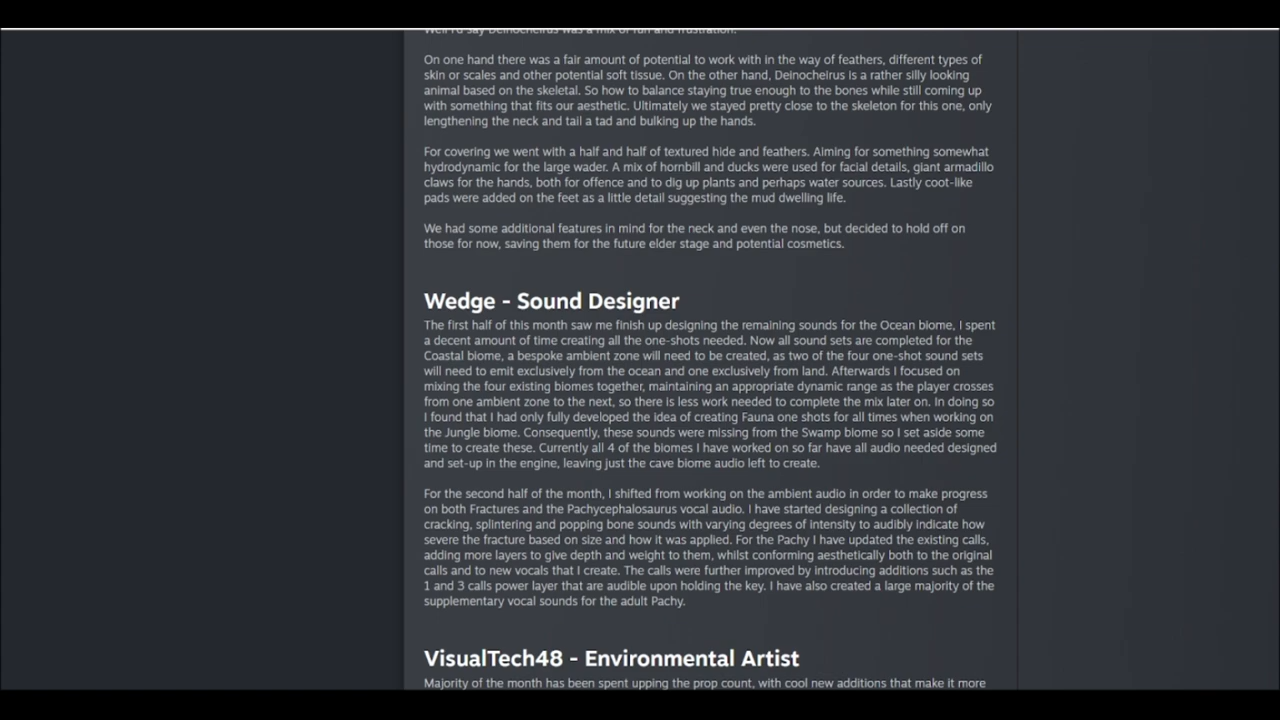 Well I'd say Deinocheirus was a mix of fun and frustration.
On one hand there was a fair amount of potential to work with in the way of feathers, different types of
skin or scales and other potential soft tissue. On the other hand, Deinocheirus is a rather silly looking
animal based on the skeletal. So how to balance staying true enough to the bones while still coming up
with something that fits our aesthetic. Ultimately we stayed pretty close to the skeleton for this one, only
lengthening the neck and tail a tad and bulking up the hands.
For covering we went with a half and half of textured hide and feathers. Aiming for something somewhat
hydrodynamic for the large wader. A mix of hornbill and ducks were used for facial details, giant armadillo
claws for the hands, both for offence and to dig up plants and perhaps water sources. Lastly coot-like
pads were added on the feet as a little detail suggesting the mud dwelling life.
We had some additional features in mind for the neck and even the nose, but decided to hold off on
those for now, saving them for the future elder stage and potential cosmetics.
Wedge - Sound Designer
The first half of this month saw me finish up designing the remaining sounds for the Ocean biome, I spent
a decent amount of time creating all the one-shots needed. Now all sound sets are completed for the
Coastal biome, a bespoke ambient zone will need to be created, as two of the four one-shot sound sets
will need to emit exclusively from the ocean and one exclusively from land. Afterwards I focused on
mixing the four existing biomes together, maintaining an appropriate dynamic range as the player crosses
from one ambient zone to the next, so there is less work needed to complete the mix later on. In doing so
I found that I had only fully developed the idea of creating Fauna one shots for all times when working on
the Jungle biome. Consequently, these sounds were missing from the Swamp biome so I set aside some
time to create these. Currently all 4 of the biomes I have worked on so far have all audio needed designed
and set-up in the engine, leaving just the cave biome audio left to create.
For the second half of the month, I shifted from working on the ambient audio in order to make progress
on both Fractures and the Pachycephalosaurus vocal audio. I have started designing a collection of
cracking, splintering and popping bone sounds with varying degrees of intensity to audibly indicate how
severe the fracture based on size and how it was applied. For the Pachy I have updated the existing calls,
adding more layers to give depth and weight to them, whilst conforming aesthetically both to the original
calls and to new vocals that I create. The calls were further improved by introducing additions such as the
1 and 3 calls power layer that are audible upon holding the key. I have also created a large majority of the
supplementary vocal sounds for the adult Pachy.
VisualTech48 - Environmental Artist
Majority of the month has been spent upping the prop count, with cool new additions that make it more